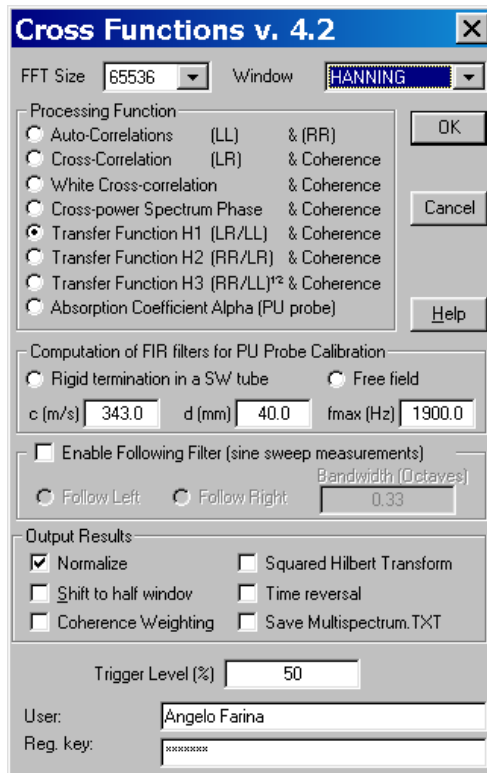 Cross Functions v. 4.2
FFT Size 65536 Window HANNING
Processing Function
Auto-Correlations (LL) & (RR)
Cross-Correlation (LR) & Coherence
White Cross-correlation & Coherence
Cross-power Spectrum Phase & Coherence
Transfer Function H1 (LR/LL) & Coherence
Transfer Function H2 (RR/LR) & Coherence
Transfer Function H3 (RR/LL)¹² & Coherence
Absorption Coefficient Alpha (PU probe)
OK
Cancel
Help
Computation of FIR filters for PU Probe Calibration
Rigid termination in a SW tube Free field
c (m/s) 343.0 d (mm) 40.0 fmax (Hz) 1900.0
Enable Following Filter (sine sweep measurements)
Bandwidth (Octaves)
Follow Left Follow Right 0.33
Output Results
Normalize Squared Hilbert Transform
Shift to half windov Time reversal
Coherence Weighting Save Multispectrum.TXT
Trigger Level (%) 50
User: Angelo Farina
Reg. key: *******